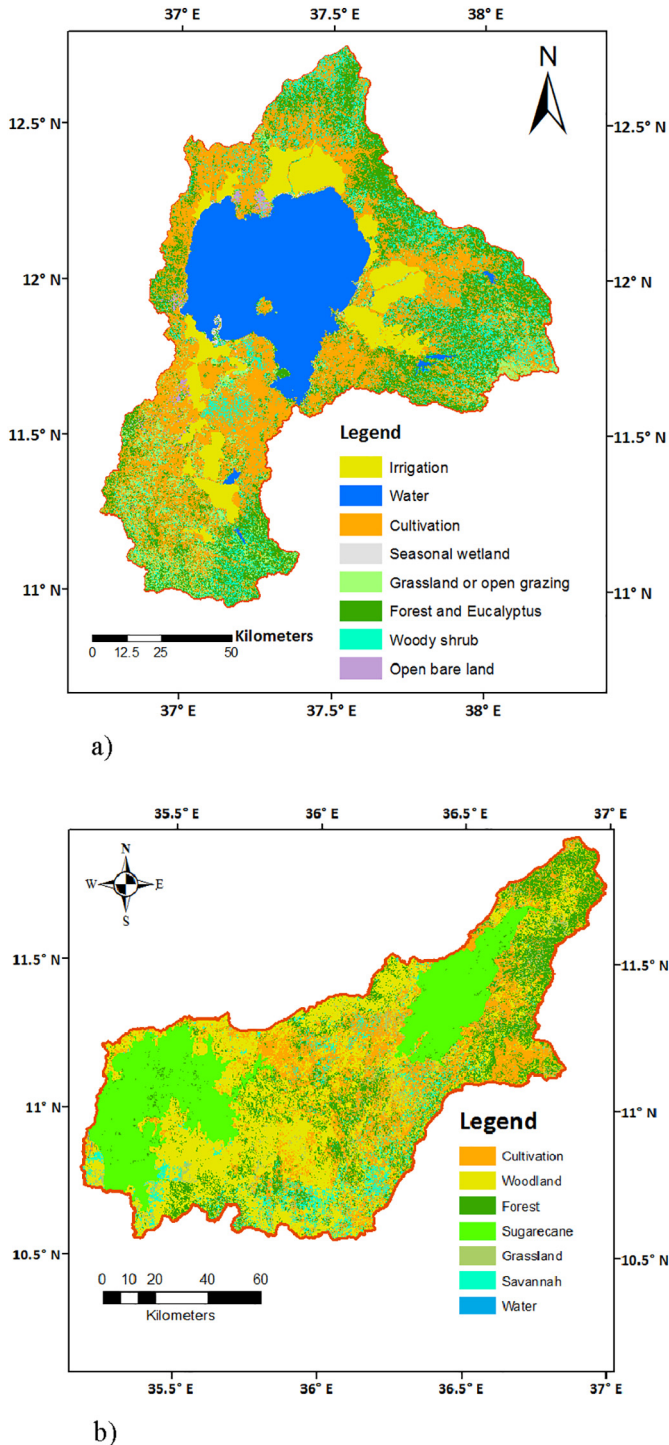 37° E 37.5° E 38° E
N
12.5° N 12.5° N
12° N 12° N
11.5° N 11.5° N
Legend
Irrigation
Water
Cultivation
Seasonal wetland
11° N Grassland or open grazing 11° N
Forest and Eucalyptus
Kilometers Woody shrub
0 12.5 25 50 Open bare land
37° E 37.5° E 38° E
a)
35.5° E 36° E 36.5° E 37° E
N
W E
S
11.5° N 11.5° N
11° N 11° N
Legend
Cultivation
Woodland
Forest
10.5° N Sugarecane 10.5° N
Grassland
0 10 20 40 60 Savannah
Kilometers Water
35.5° E 36° E 36.5° E 37° E
b)